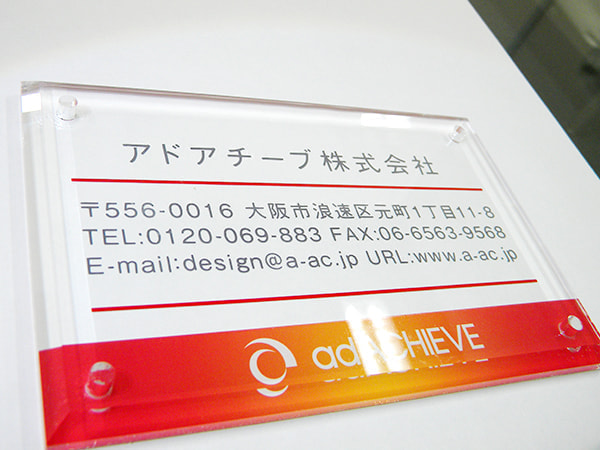 アドアチーブ株式会社
〒556-0016 大阪市浪速区元町1丁目11-8
TEL:0120-069-883 FAX:06-6563-9568
E-mail:design@a-ac.jp URL:www.a-ac.jp
adACHIEVE